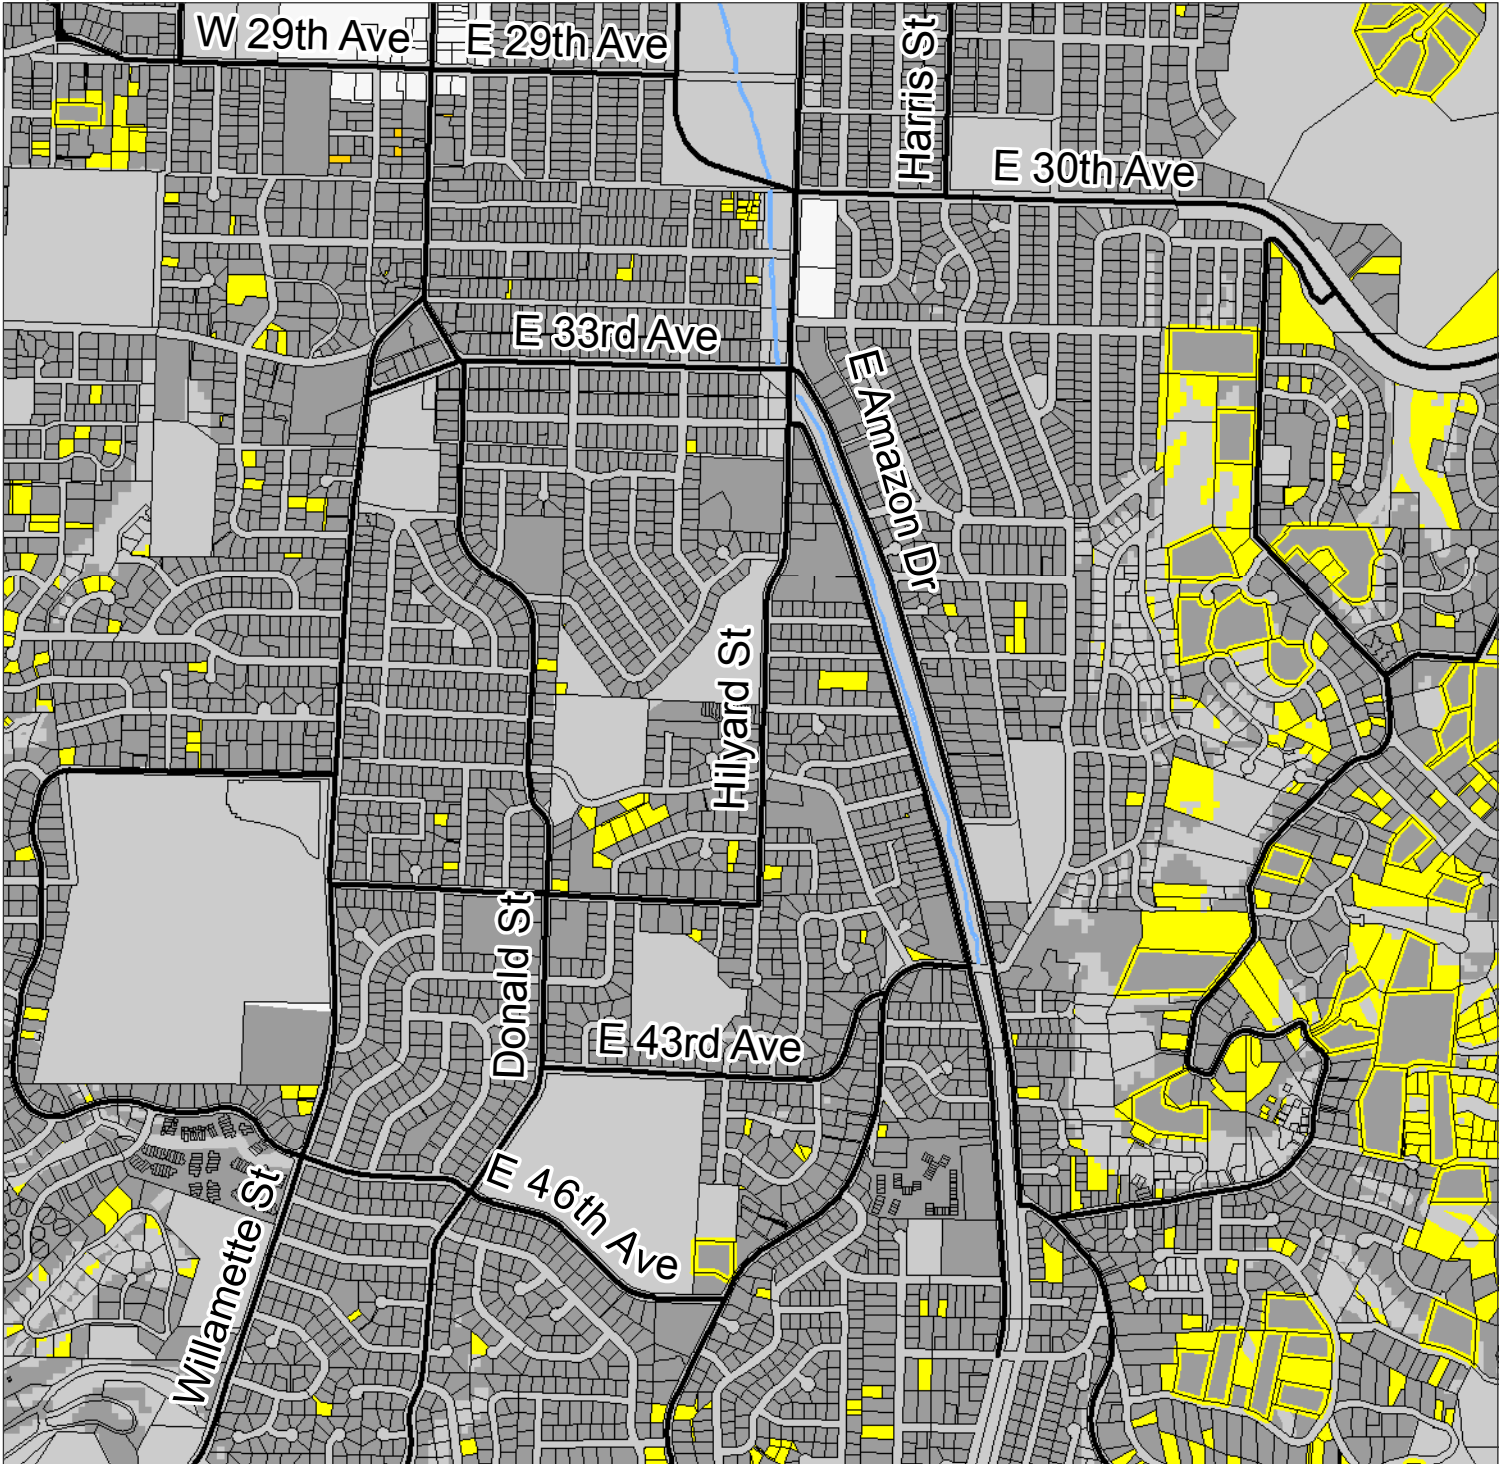 W 29th Ave
E 29th Ave
Harris St
E 30th Ave
E 33rd Ave
E Amazon Dr
Hilyard St
Donald St
E 43rd Ave
E 46th Ave
Willamette St